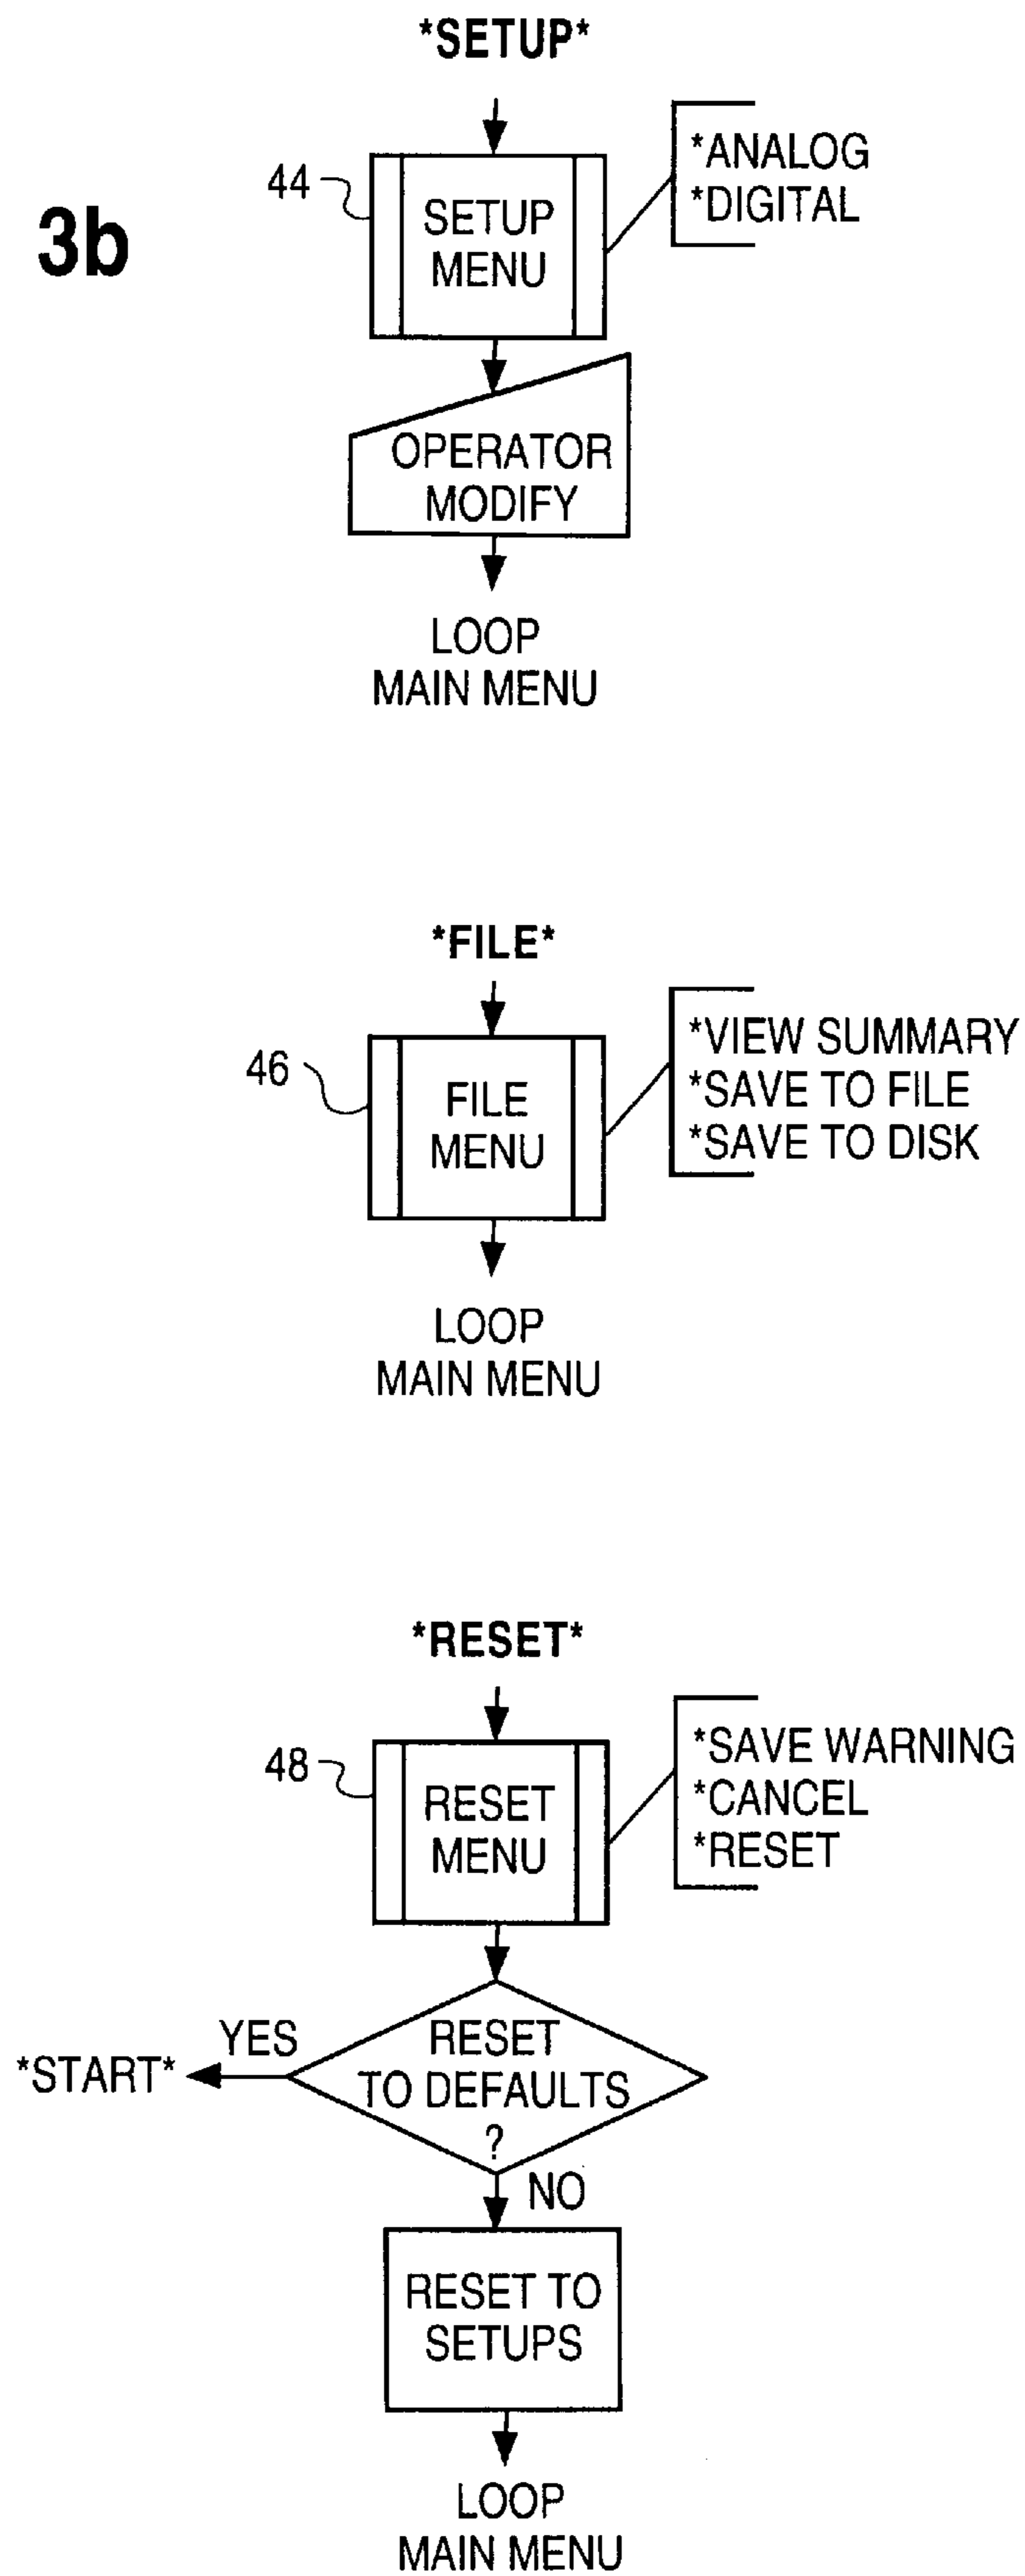 *SETUP*
3b
44
SETUP
MENU
*ANALOG
*DIGITAL
OPERATOR
MODIFY
LOOP
MAIN MENU
*FILE*
46
FILE
MENU
*VIEW SUMMARY
*SAVE TO FILE
*SAVE TO DISK
LOOP
MAIN MENU
*RESET*
48
RESET
MENU
*SAVE WARNING
*CANCEL
*RESET
YES
*START*
RESET
TO DEFAULTS
?
NO
RESET TO
SETUPS
LOOP
MAIN MENU